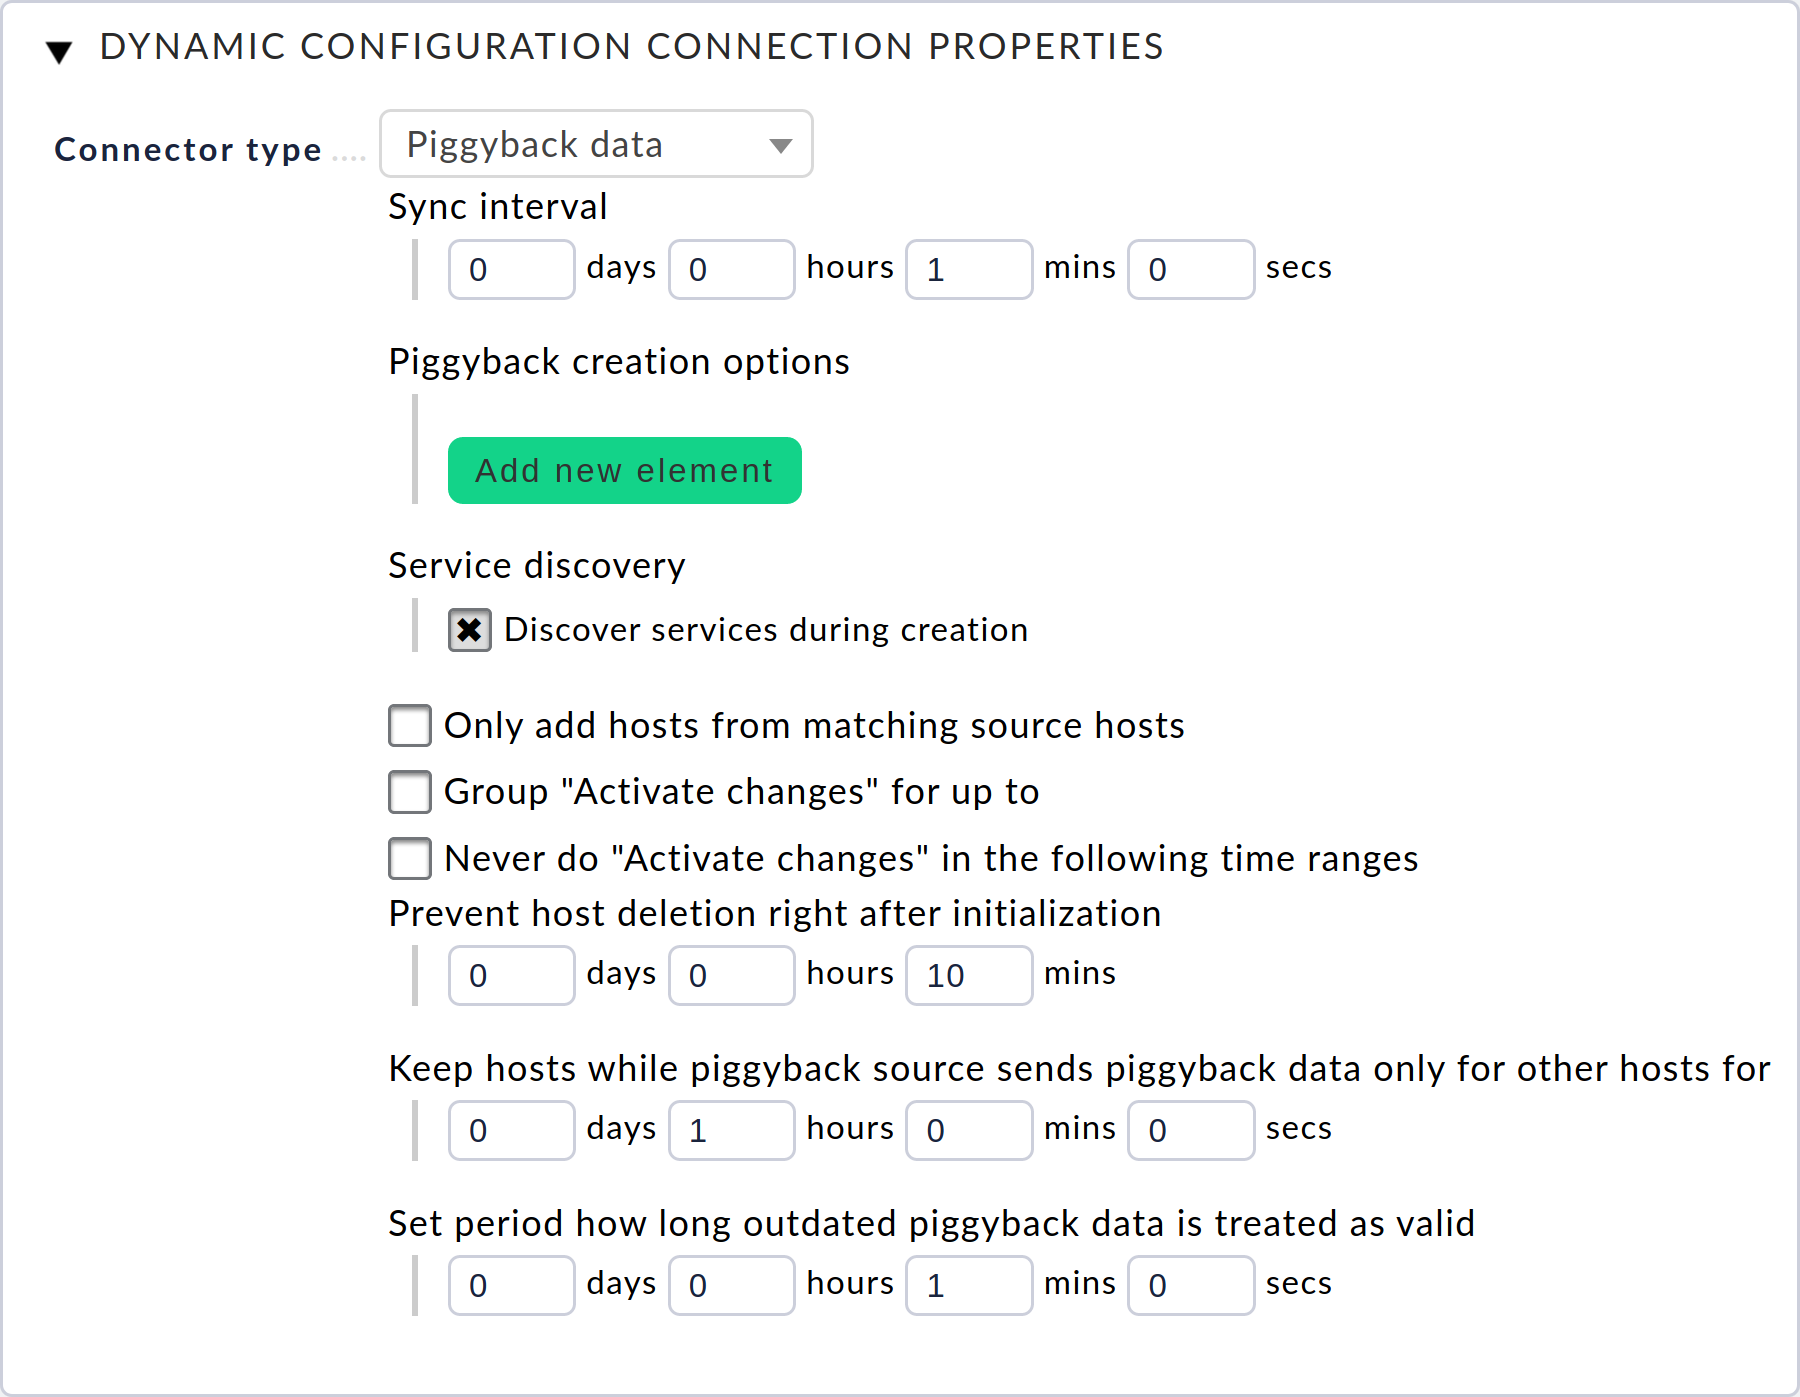 DYNAMIC CONFIGURATION CONNECTION PROPERTIES
Connector type .... Piggyback data
Sync interval
0 days 0 hours 1 mins 0 secs
Piggyback creation options
Add new element
Service discovery
Discover services during creation
Only add hosts from matching source hosts
Group "Activate changes" for up to
Never do "Activate changes" in the following time ranges
Prevent host deletion right after initialization
0 days 0 hours 10 mins
Keep hosts while piggyback source sends piggyback data only for other hosts for
0 days 1 hours 0 mins 0 secs
Set period how long outdated piggyback data is treated as valid
0 days 0 hours 1 mins 0 secs